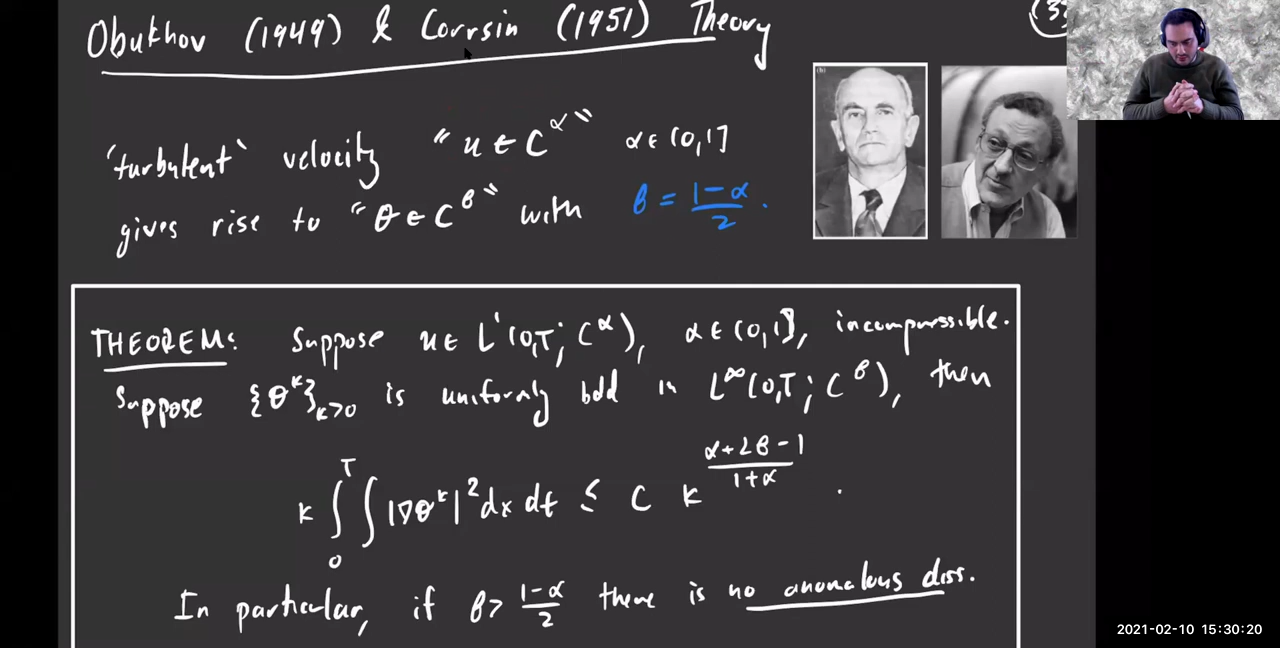 Obukhov (1949) & Corrsin (1951) Theory
'turbulent' velocity "u ∈ C^α" α ∈ (0,1]
gives rise to "θ ∈ C^β" with β = (1-α)/2.
THEOREM: Suppose u ∈ L¹(0,T; C^α), α ∈ (0,1], incompressible.
Suppose {θ^κ}_{κ>0} is uniformly bdd in L^∞(0,T; C^β), then
κ ∫_0^T ∫ |∇θ^κ|² dx dt ≤ C κ^{(α+2β-1)/(1+α)}.
In particular, if β > (1-α)/2 there is no anomalous diss.
2021-02-10 15:30:20